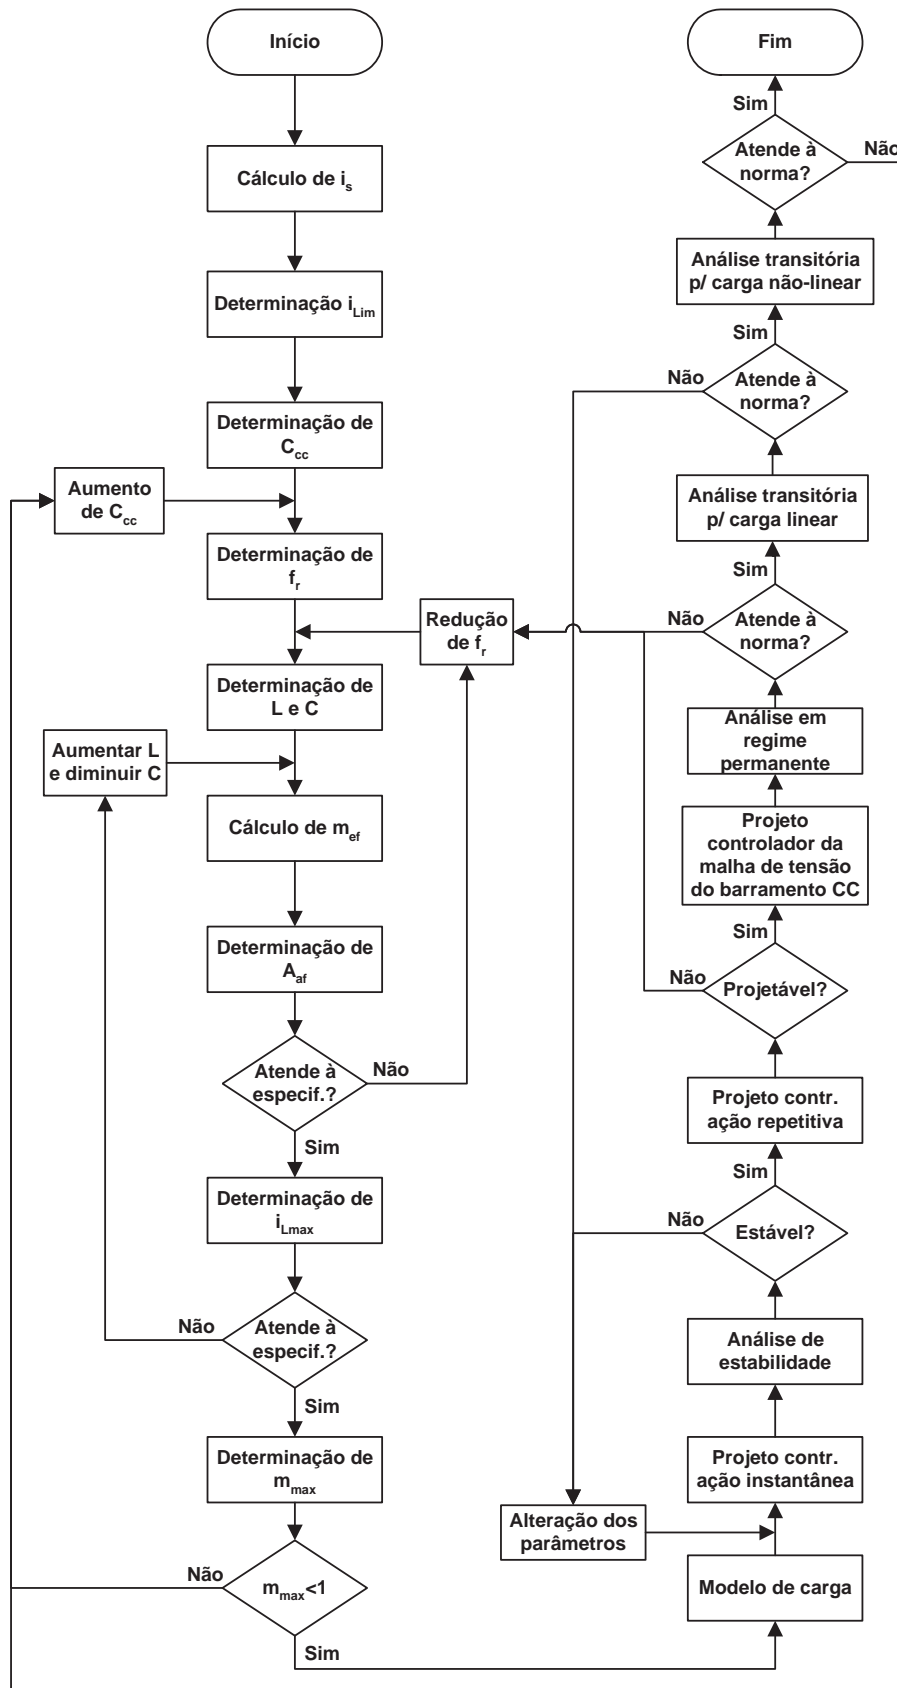 Início
Cálculo de is
Determinação iLim
Determinação de
Ccc
Aumento
de Ccc
Determinação de
fr
Redução
de fr
Determinação de
L e C
Aumentar L
e diminuir C
Cálculo de mef
Determinação de
Aaf
Atende à
especif.?
Não
Sim
Determinação de
iLmax
Não
Atende à
especif.?
Sim
Determinação de
mmax
Não
mmax<1
Sim
Fim
Sim
Atende à
norma?
Não
Análise transitória
p/ carga não-linear
Sim
Não
Atende à
norma?
Análise transitória
p/ carga linear
Sim
Não
Atende à
norma?
Análise em
regime
permanente
Projeto
controlador da
malha de tensão
do barramento CC
Sim
Não
Projetável?
Projeto contr.
ação repetitiva
Sim
Não
Estável?
Análise de
estabilidade
Projeto contr.
ação instantânea
Alteração dos
parâmetros
Modelo de carga